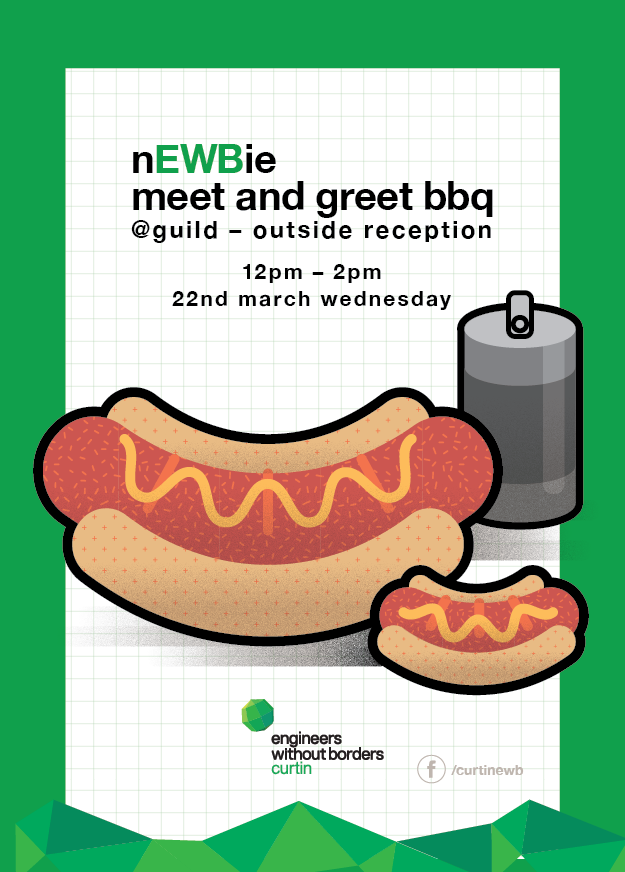 nEWBie
meet and greet bbq
@guild – outside reception
12pm – 2pm
22nd march wednesday
engineers
without borders
curtin
f /curtinewb